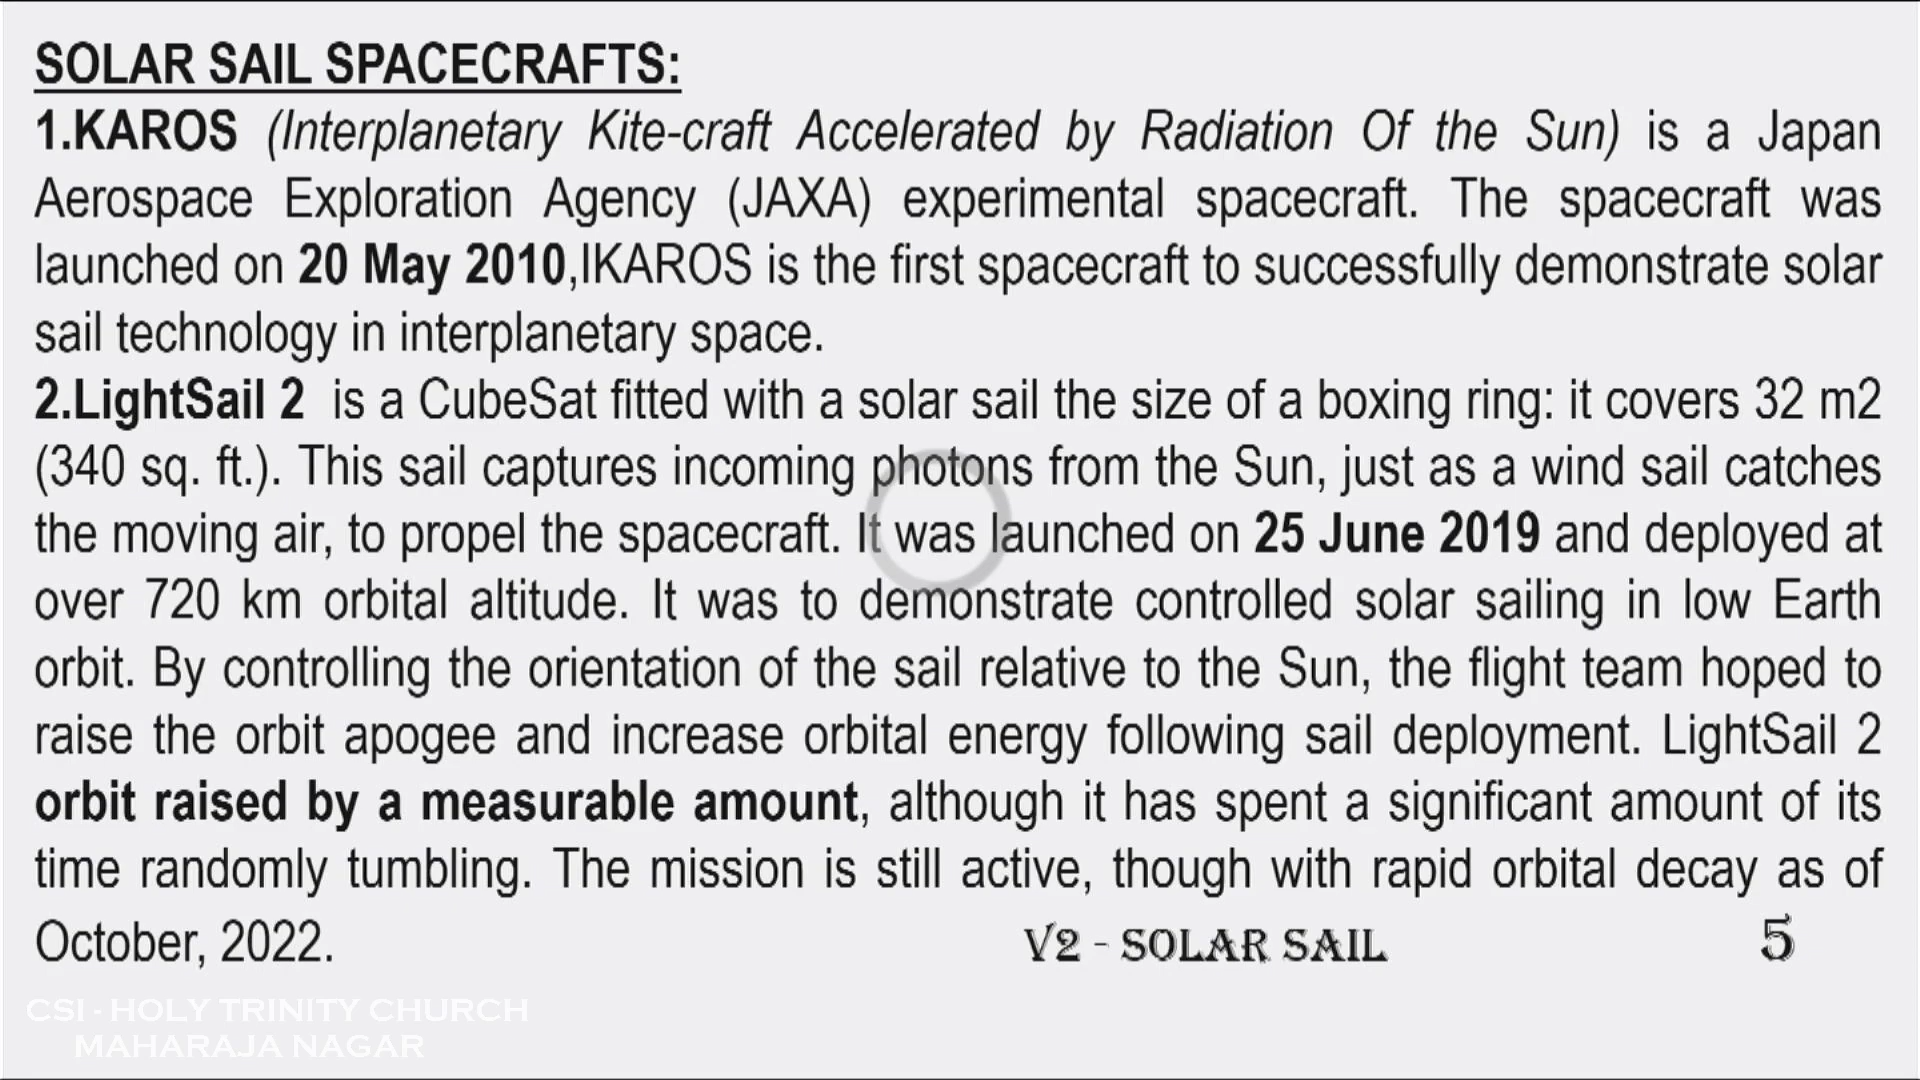 SOLAR SAIL SPACECRAFTS:
1.KAROS (Interplanetary Kite-craft Accelerated by Radiation Of the Sun) is a Japan
Aerospace Exploration Agency (JAXA) experimental spacecraft. The spacecraft was
launched on 20 May 2010,IKAROS is the first spacecraft to successfully demonstrate solar
sail technology in interplanetary space.
2.LightSail 2 is a CubeSat fitted with a solar sail the size of a boxing ring: it covers 32 m2
(340 sq. ft.). This sail captures incoming photons from the Sun, just as a wind sail catches
the moving air, to propel the spacecraft. It was launched on 25 June 2019 and deployed at
over 720 km orbital altitude. It was to demonstrate controlled solar sailing in low Earth
orbit. By controlling the orientation of the sail relative to the Sun, the flight team hoped to
raise the orbit apogee and increase orbital energy following sail deployment. LightSail 2
orbit raised by a measurable amount, although it has spent a significant amount of its
time randomly tumbling. The mission is still active, though with rapid orbital decay as of
October, 2022.
V2 - SOLAR SAIL 5
CSI - HOLY TRINITY CHURCH
MAHARAJA NAGAR